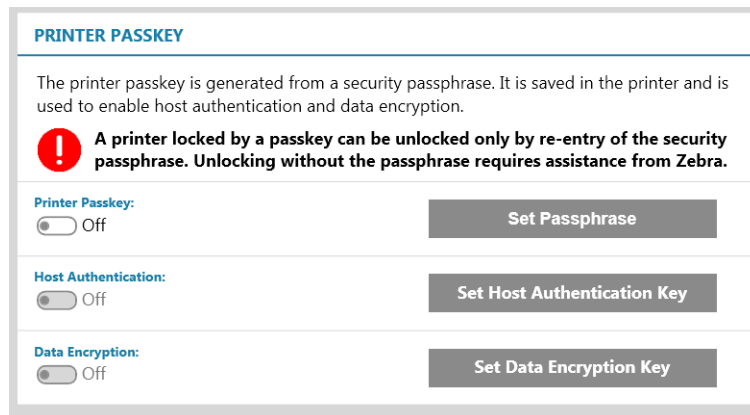 PRINTER PASSKEY
The printer passkey is generated from a security passphrase. It is saved in the printer and is
used to enable host authentication and data encryption.
A printer locked by a passkey can be unlocked only by re-entry of the security
passphrase. Unlocking without the passphrase requires assistance from Zebra.
Printer Passkey:
Off
Set Passphrase
Host Authentication:
Off
Set Host Authentication Key
Data Encryption:
Off
Set Data Encryption Key